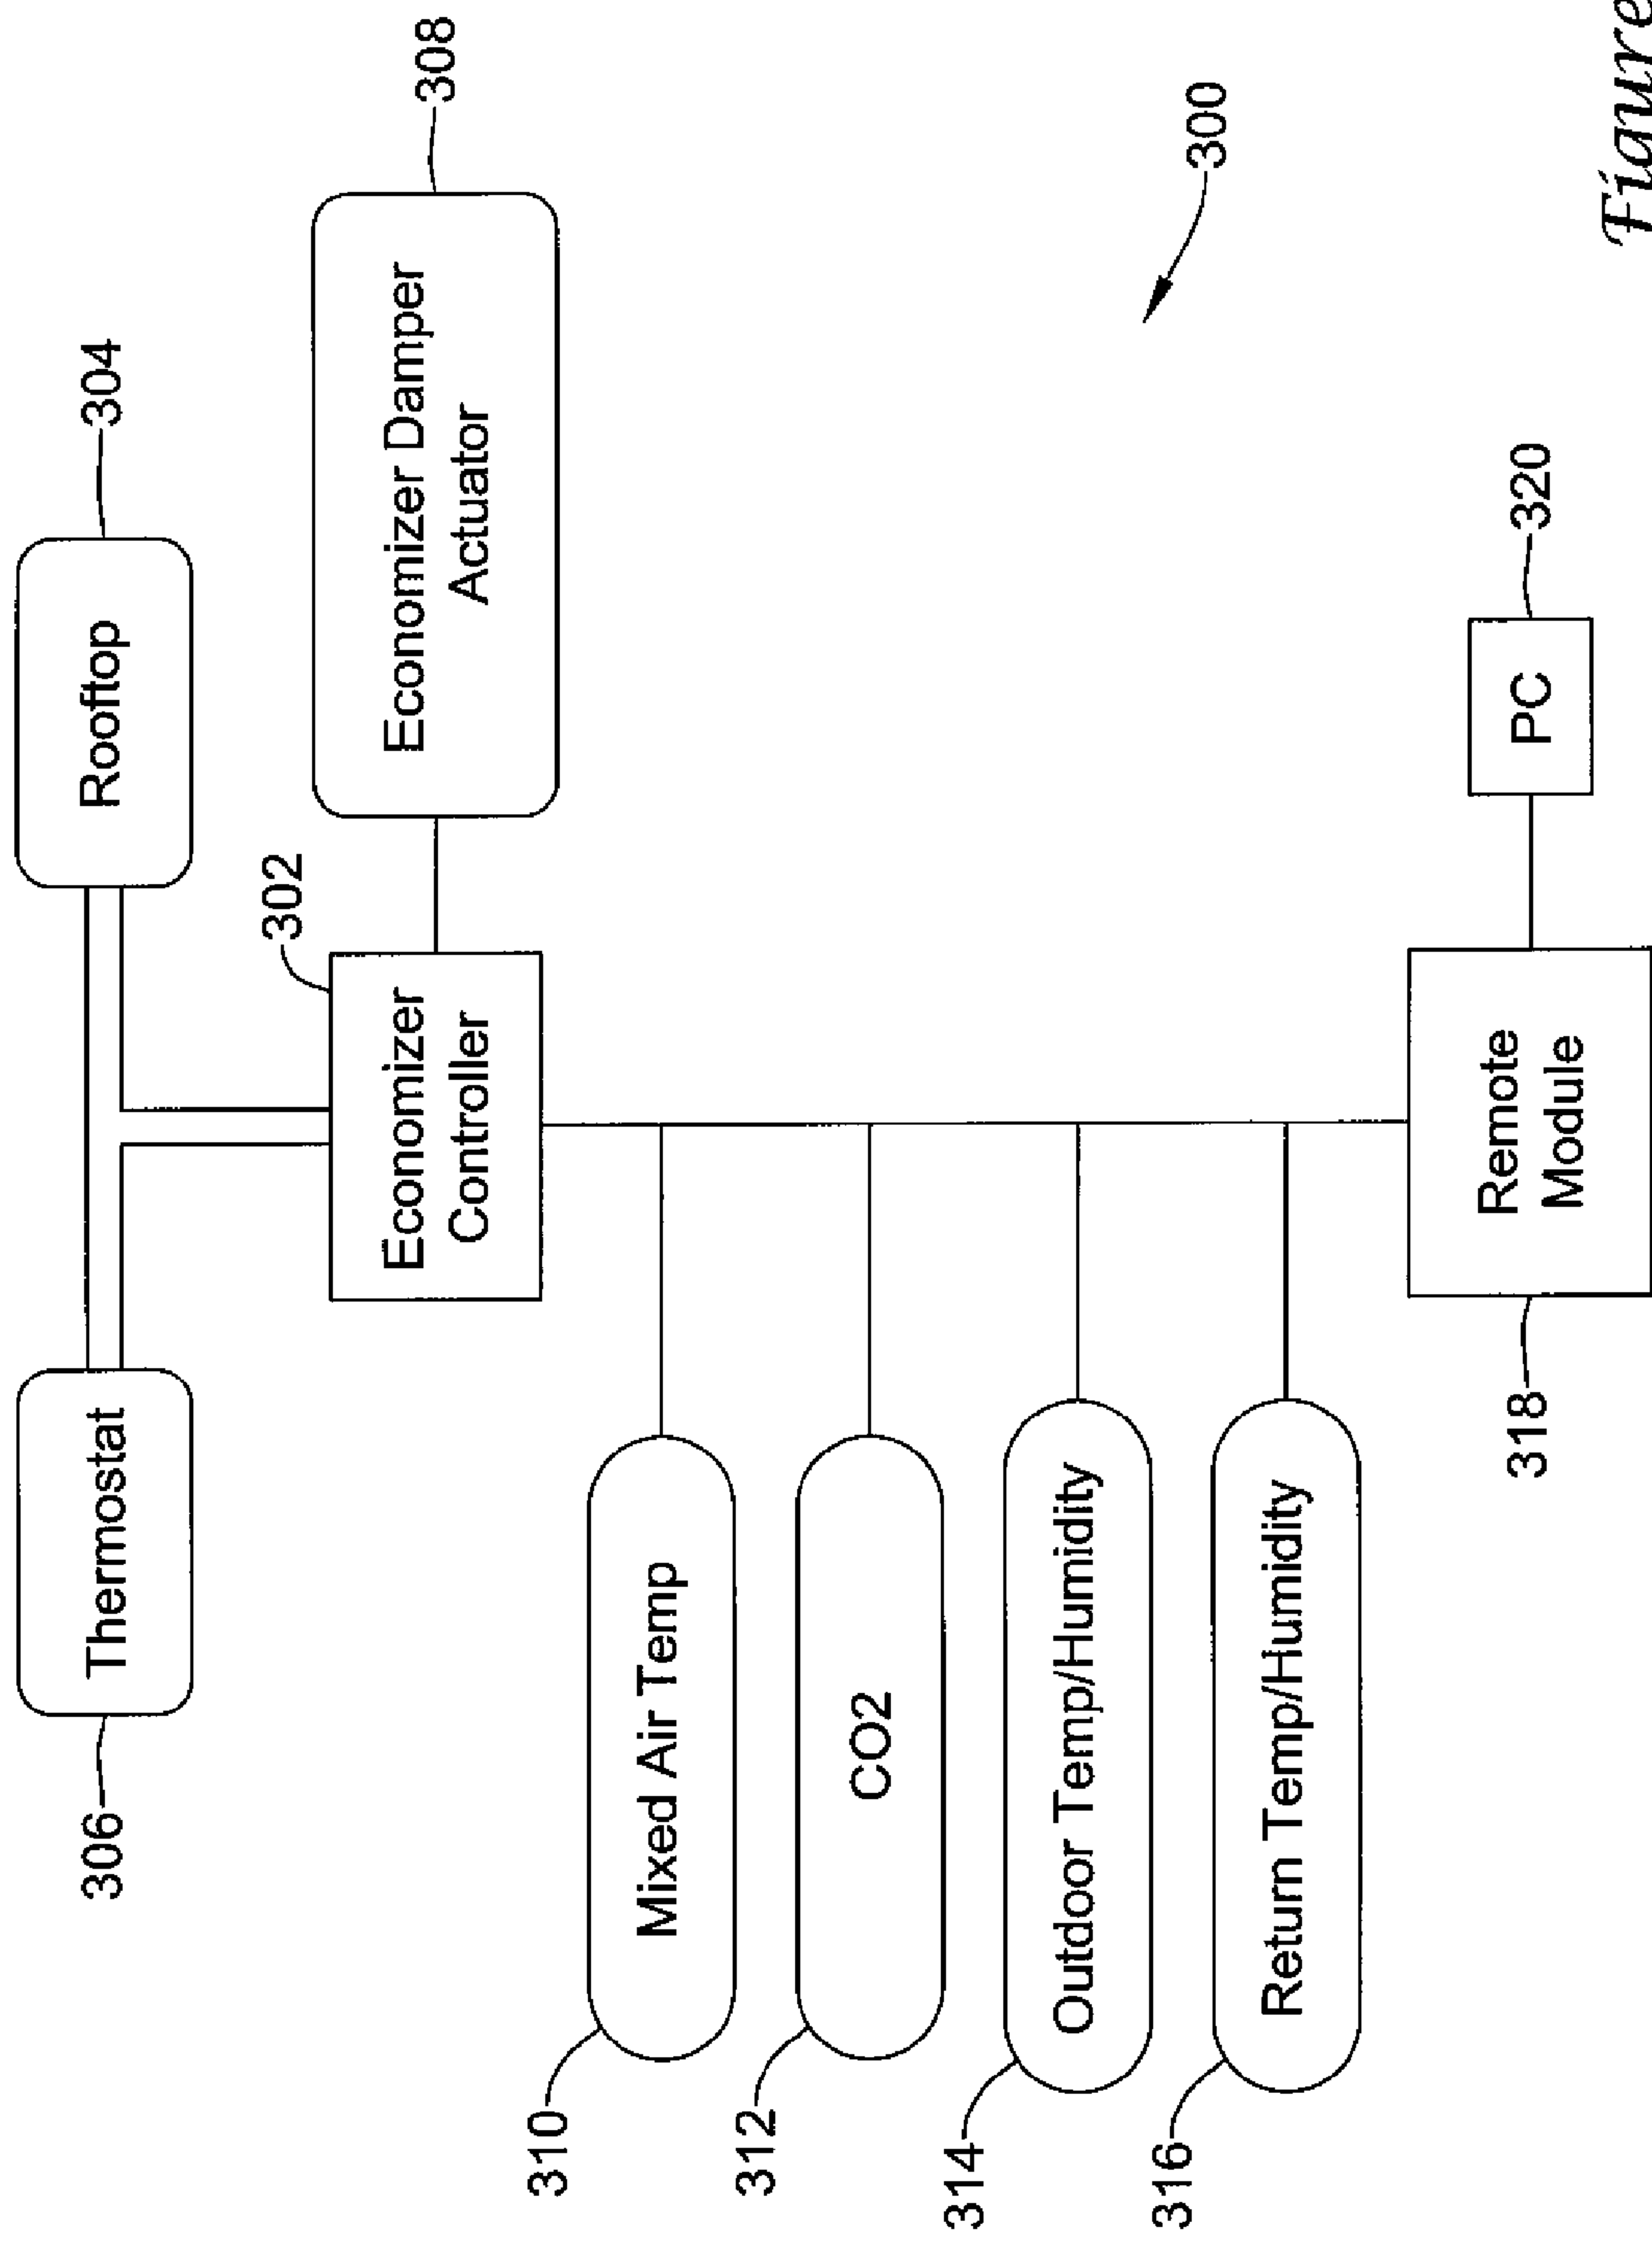 306
Thermostat
Rooftop
304
302
Economizer
Controller
Economizer Damper
Actuator
308
310
Mixed Air Temp
312
CO2
314
Outdoor Temp/Humidity
316
Return Temp/Humidity
300
318
Remote
Module
PC
320
Figure